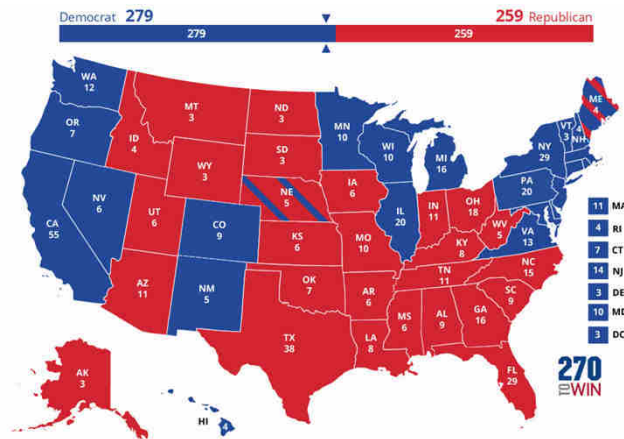 Democrat 279
259 Republican
279
259
WA
12
OR
7
CA
55
NV
6
ID
4
MT
3
WY
3
UT
6
AZ
11
CO
9
NM
5
ND
3
SD
3
NE
5
KS
6
OK
7
TX
38
MN
10
IA
6
MO
10
AR
6
LA
8
WI
10
IL
20
MI
16
IN
11
OH
18
KY
8
TN
11
MS
6
AL
9
GA
16
FL
29
SC
9
NC
15
VA
13
WV
5
PA
20
NY
29
VT
3
4
NH
ME
4
11 MA
4 RI
7 CT
14 NJ
3 DE
10 MD
3 DC
AK
3
HI
4
270
TO WIN